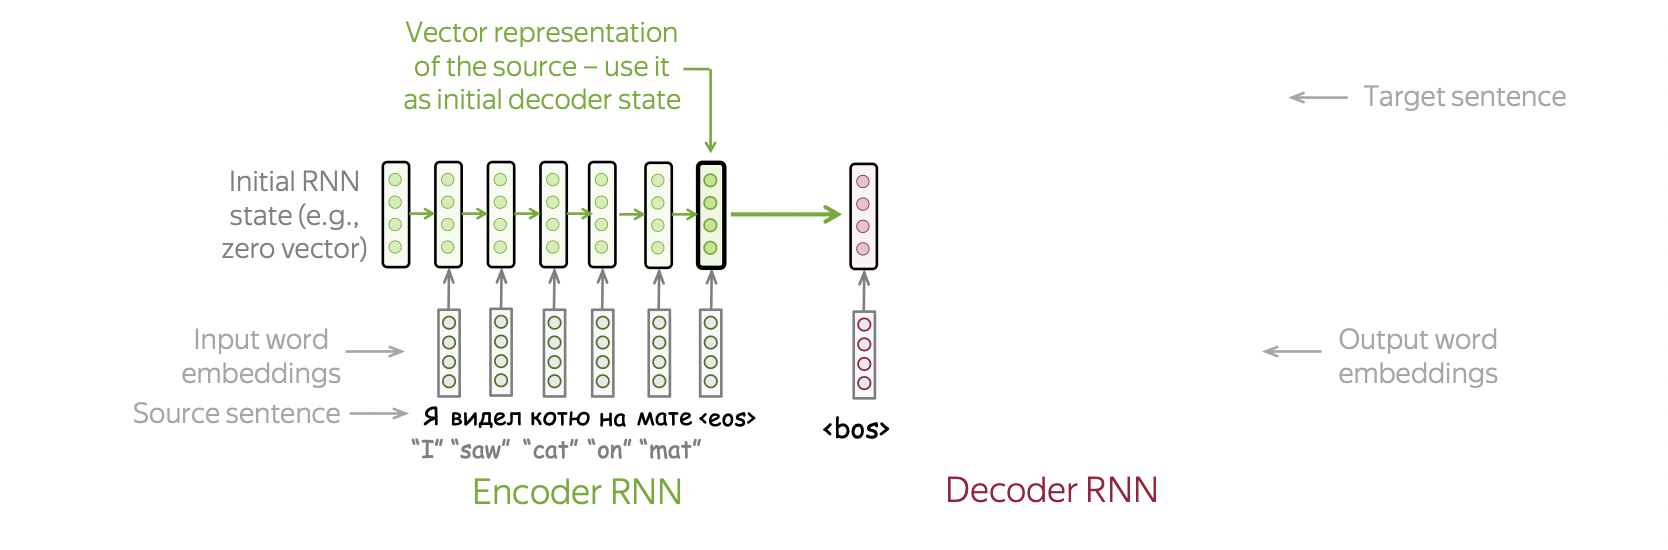 Vector representation
of the source – use it
as initial decoder state
Target sentence
Initial RNN
state (e.g.,
zero vector)
Input word
embeddings
Output word
embeddings
Source sentence
Я видел котю на мате <eos>
"I" "saw" "cat" "on" "mat"
<bos>
Encoder RNN
Decoder RNN